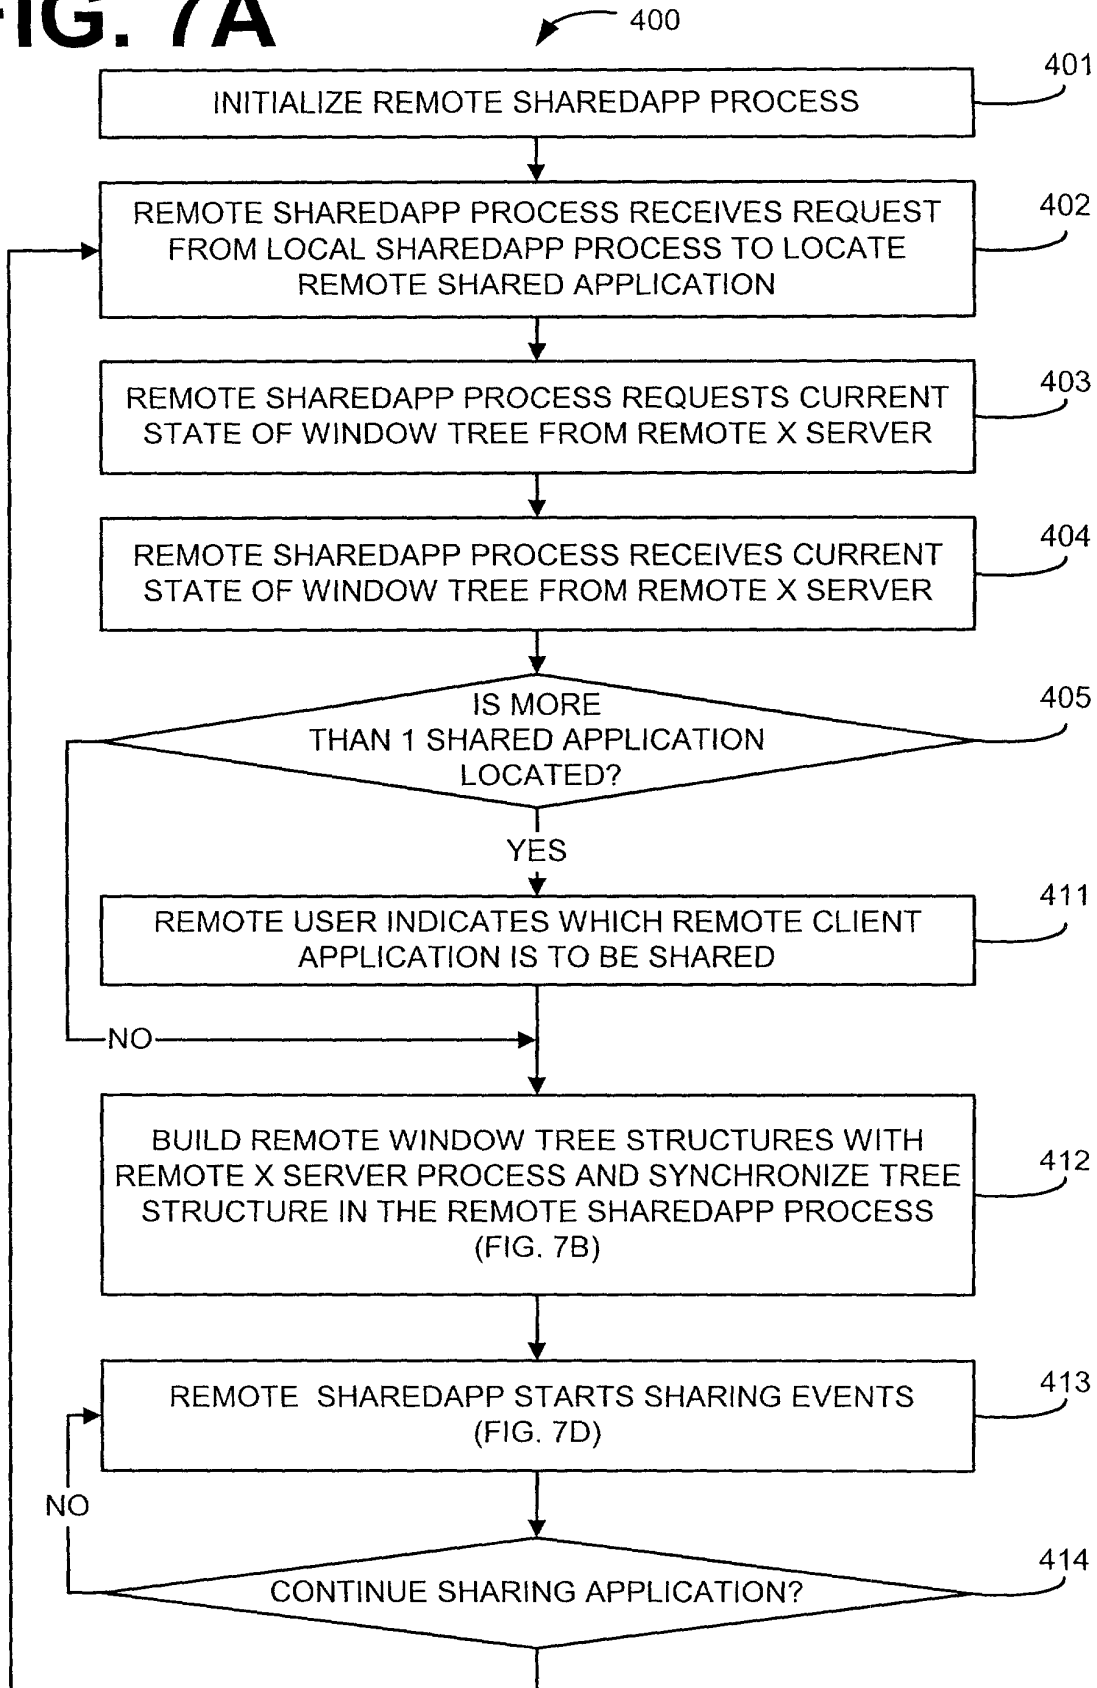 FIG. 7A
400
401
INITIALIZE REMOTE SHAREDAPP PROCESS
402
REMOTE SHAREDAPP PROCESS RECEIVES REQUEST
FROM LOCAL SHAREDAPP PROCESS TO LOCATE
REMOTE SHARED APPLICATION
403
REMOTE SHAREDAPP PROCESS REQUESTS CURRENT
STATE OF WINDOW TREE FROM REMOTE X SERVER
404
REMOTE SHAREDAPP PROCESS RECEIVES CURRENT
STATE OF WINDOW TREE FROM REMOTE X SERVER
405
IS MORE
THAN 1 SHARED APPLICATION
LOCATED?
YES
411
REMOTE USER INDICATES WHICH REMOTE CLIENT
APPLICATION IS TO BE SHARED
NO
412
BUILD REMOTE WINDOW TREE STRUCTURES WITH
REMOTE X SERVER PROCESS AND SYNCHRONIZE TREE
STRUCTURE IN THE REMOTE SHAREDAPP PROCESS
(FIG. 7B)
413
REMOTE SHAREDAPP STARTS SHARING EVENTS
(FIG. 7D)
NO
414
CONTINUE SHARING APPLICATION?